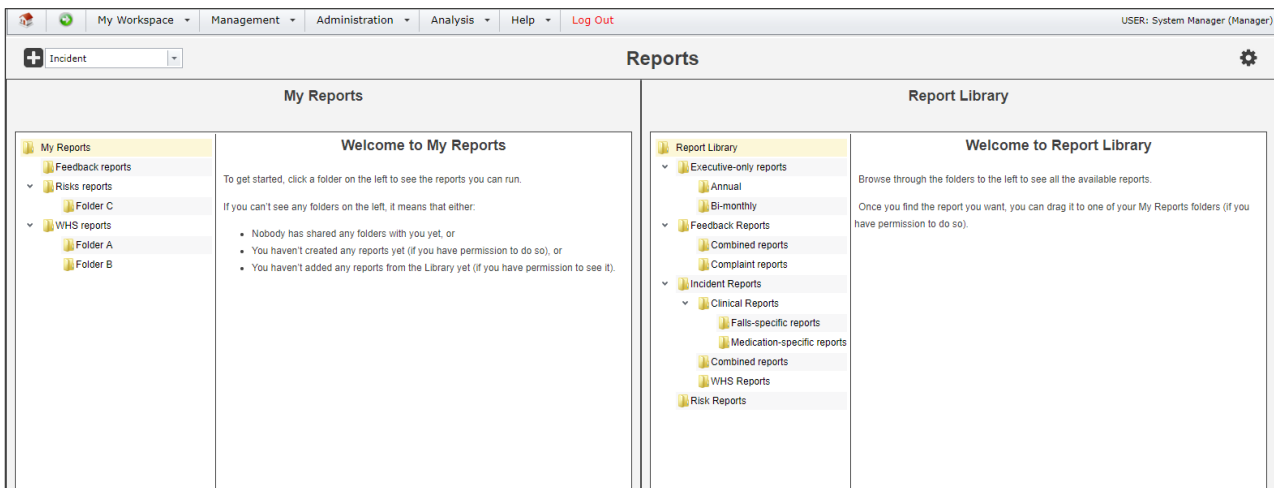 My Workspace Management Administration Analysis Help Log Out USER: System Manager (Manager)
Incident
Reports
My Reports
My Reports
Feedback reports
Risks reports
Folder C
WHS reports
Folder A
Folder B
Welcome to My Reports
To get started, click a folder on the left to see the reports you can run.
If you can't see any folders on the left, it means that either:
• Nobody has shared any folders with you yet, or
• You haven't created any reports yet (if you have permission to do so), or
• You haven't added any reports from the Library yet (if you have permission to see it).
Report Library
Report Library
Executive-only reports
Annual
Bi-monthly
Feedback Reports
Combined reports
Complaint reports
Incident Reports
Clinical Reports
Falls-specific reports
Medication-specific reports
Combined reports
WHS Reports
Risk Reports
Welcome to Report Library
Browse through the folders to the left to see all the available reports.
Once you find the report you want, you can drag it to one of your My Reports folders (if you
have permission to do so).